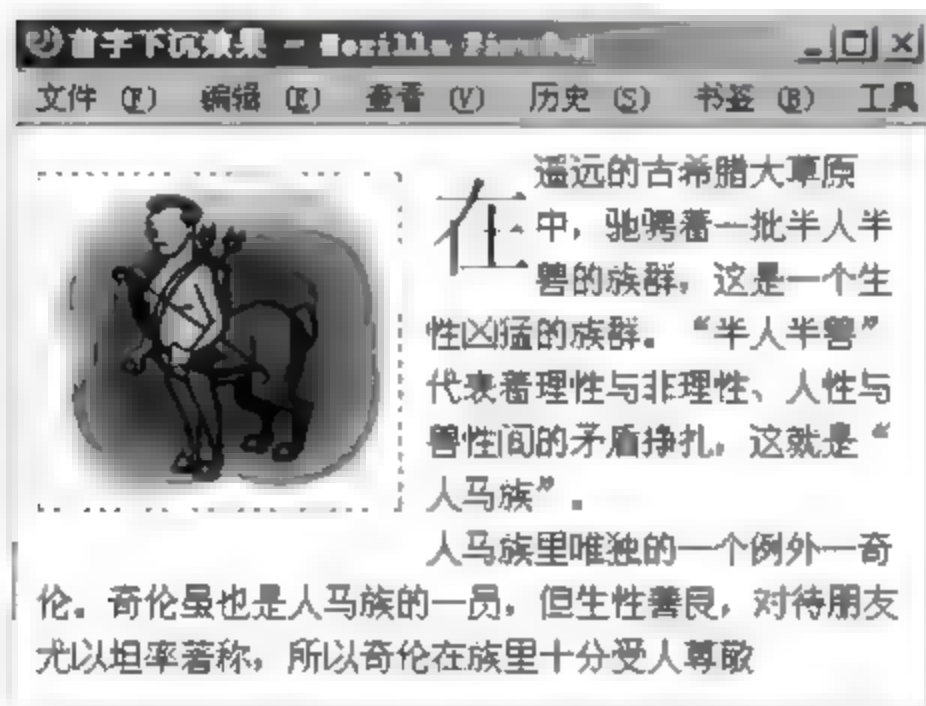 首字下沉效果 - Mozilla Firefox
文件 (F) 编辑 (E) 查看 (V) 历史 (S) 书签 (B) 工具
在遥远的古希腊大草原
中，驰骋着一批半人半
兽的族群，这是一个生
性凶猛的族群。“半人半兽”
代表着理性与非理性、人性与
兽性间的矛盾挣扎，这就是“
人马族”．
人马族里唯独的一个例外—奇
伦。奇伦虽也是人马族的一员，但生性善良，对待朋友
尤以坦率著称，所以奇伦在族里十分受人尊敬